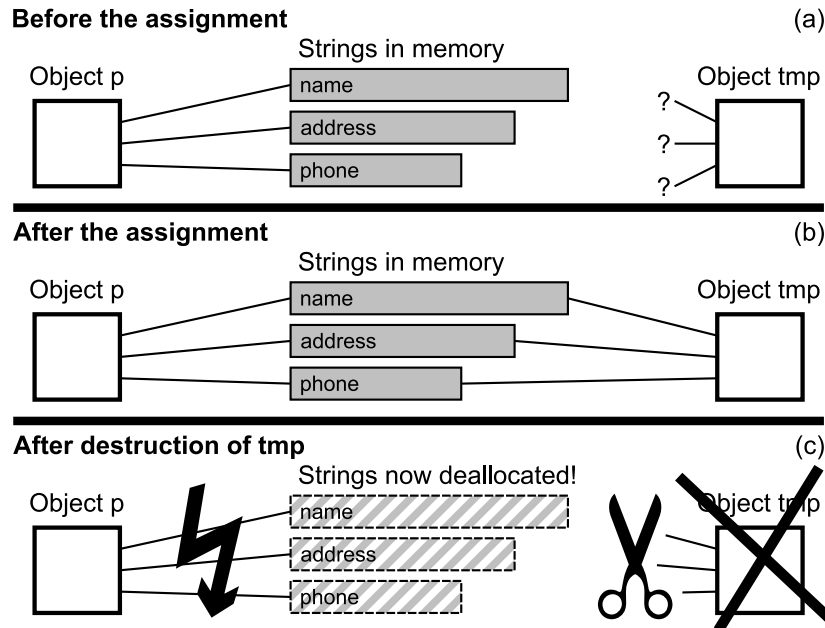 Before the assignment (a)
Strings in memory
Object p
Object tmp
name
address
phone
?
?
?
After the assignment (b)
Strings in memory
Object p
Object tmp
name
address
phone
After destruction of tmp (c)
Strings now deallocated!
Object p
Object tmp
name
address
phone